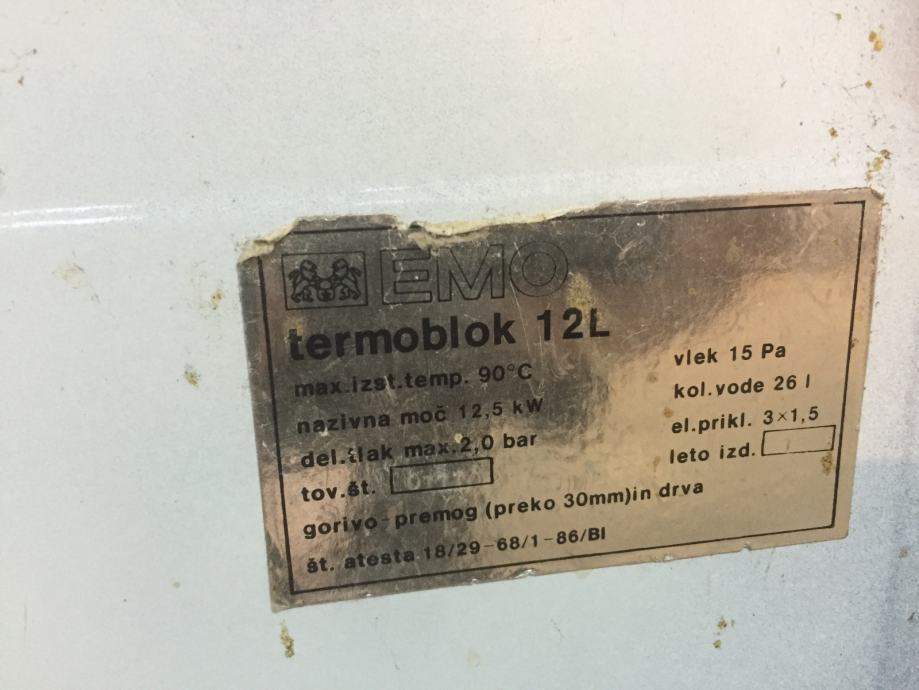 EMO
termoblok 12L
max.izst.temp. 90°C
vlek 15 Pa
nazivna moč 12,5 kW
kol.vode 26 l
del.tlak max.2,0 bar
el.prikl. 3×1,5
tov.št.
leto izd.
gorivo-premog (preko 30mm)in drva
št. atesta 18/29-68/1-86/BI